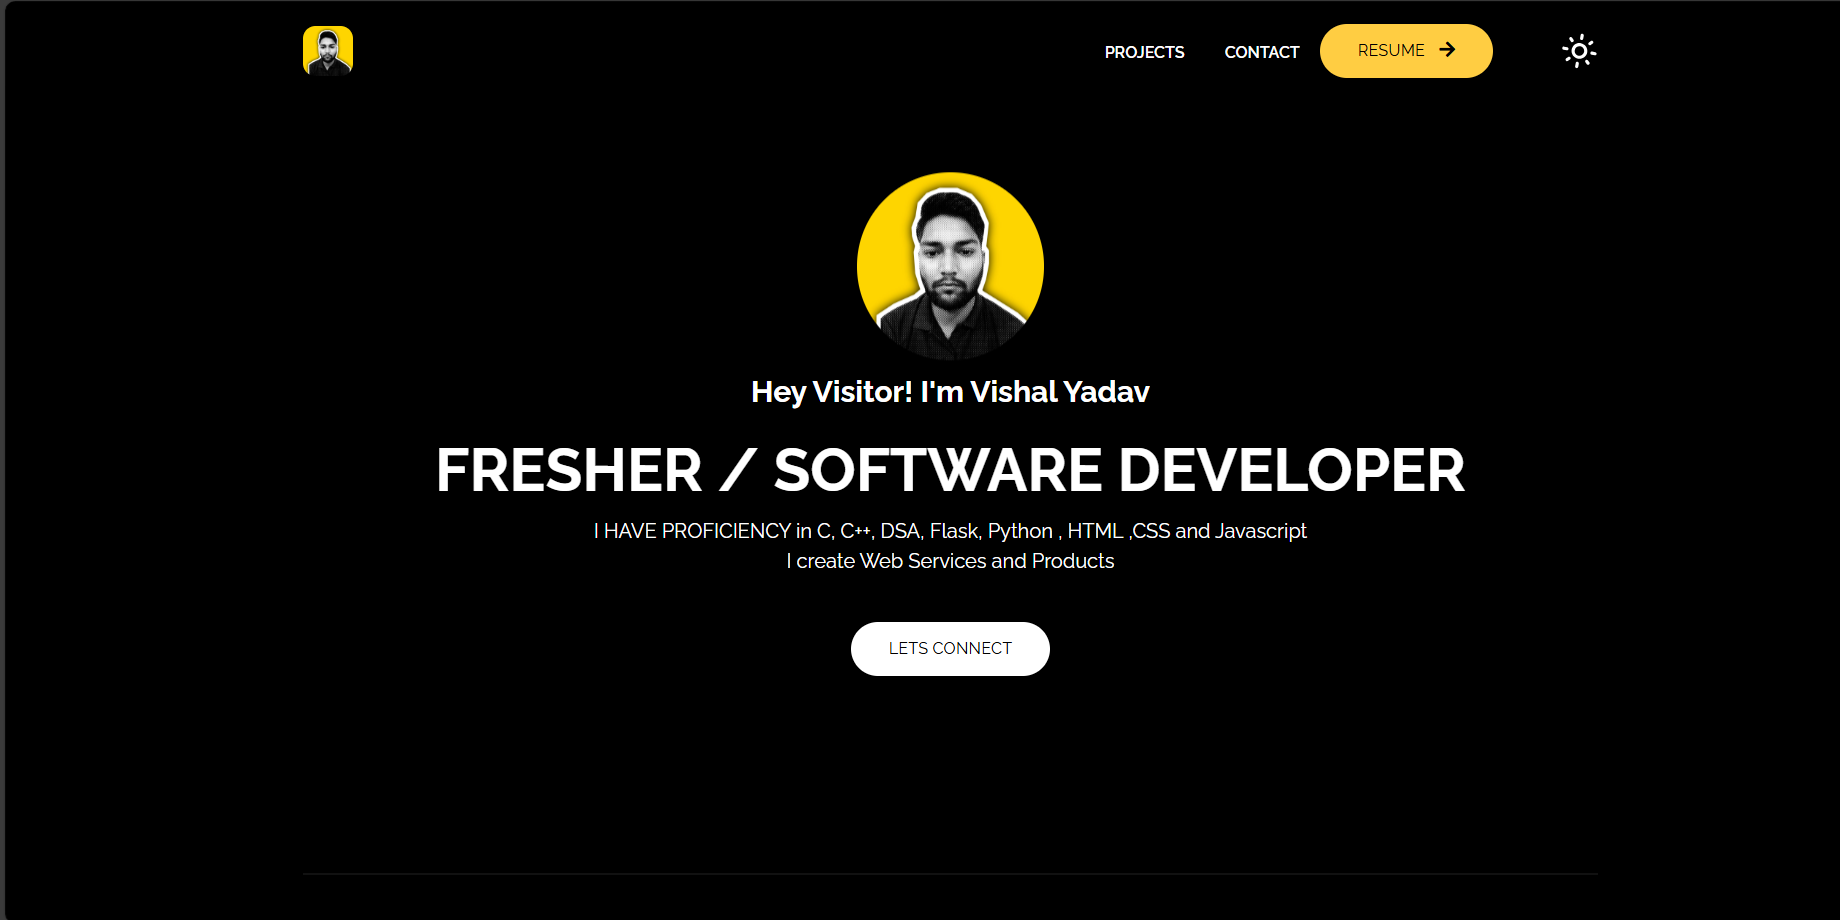 PROJECTS
CONTACT
RESUME
Hey Visitor! I'm Vishal Yadav
FRESHER / SOFTWARE DEVELOPER
I HAVE PROFICIENCY in C, C++, DSA, Flask, Python , HTML ,CSS and Javascript
I create Web Services and Products
LETS CONNECT